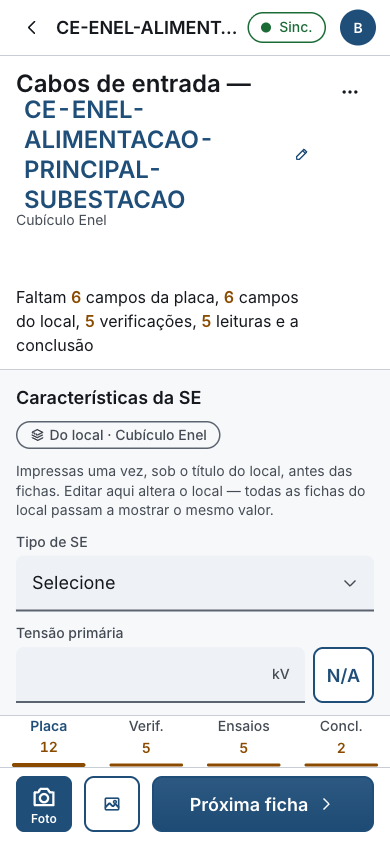 CE-ENEL-ALIMENT...
Sinc.
B
Cabos de entrada —
CE-ENEL-
ALIMENTACAO-
PRINCIPAL-
SUBESTACAO
Cubículo Enel
Faltam 6 campos da placa, 6 campos
do local, 5 verificações, 5 leituras e a
conclusão
Características da SE
Do local · Cubículo Enel
Impressas uma vez, sob o título do local, antes das
fichas. Editar aqui altera o local — todas as fichas do
local passam a mostrar o mesmo valor.
Tipo de SE
Selecione
Tensão primária
kV
N/A
Placa
12
Verif.
5
Ensaios
5
Concl.
2
Foto
Próxima ficha